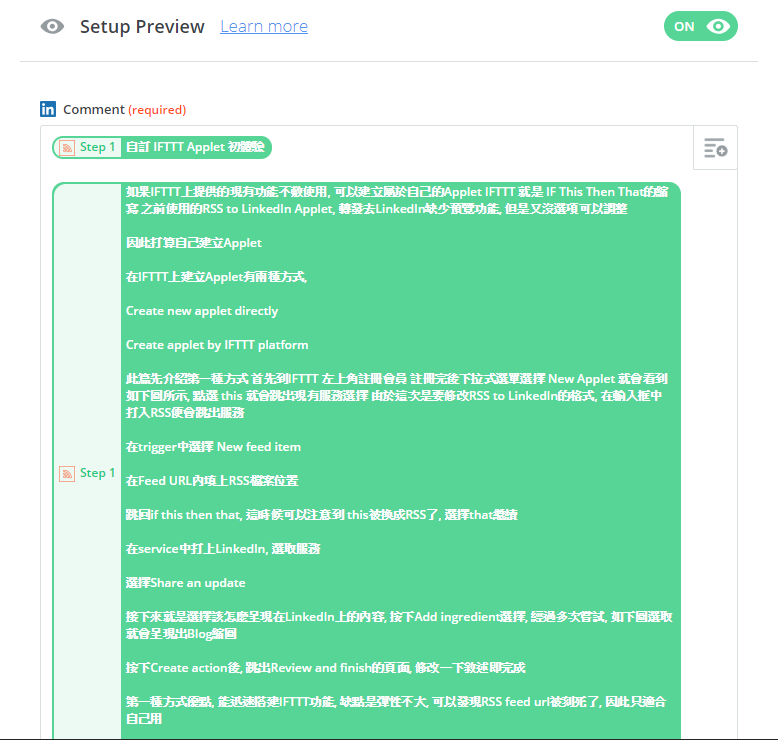 Setup Preview Learn more ON
in Comment (required)
Step 1 自訂 IFTTT Applet 初體驗
如果IFTTT上提供的現有功能不敷使用, 可以建立屬於自己的Applet IFTTT 就是 IF This Then That的縮
寫 之前使用的RSS to LinkedIn Applet, 轉發去LinkedIn缺少預覽功能, 但是又沒選項可以調整
因此打算自己建立Applet
在IFTTT上建立Applet有兩種方式,
Create new applet directly
Create applet by IFTTT platform
此篇先介紹第一種方式 首先到IFTTT 左上角註冊會員 註冊完後下拉式選單選擇 New Applet 就會看到
如下圖所示, 點選 this 就會跳出現有服務選擇 由於這次是要修改RSS to LinkedIn的格式, 在輸入框中
打入RSS便會跳出服務
在trigger中選擇 New feed item
Step 1
在Feed URL內填上RSS檔案位置
跳回if this then that, 這時候可以注意到 this被換成RSS了, 選擇that繼續
在service中打上LinkedIn, 選取服務
選擇Share an update
接下來就是選擇該怎麼呈現在LinkedIn上的內容, 按下Add ingredient選擇, 經過多次嘗試, 如下圖選取
就會呈現出Blog縮圖
按下Create action後, 跳出Review and finish的頁面, 修改一下敘述即完成
第一種方式優點, 能迅速搭建IFTTT功能, 缺點是彈性不大, 可以發現RSS feed url被刻死了, 因此只適合
自己用